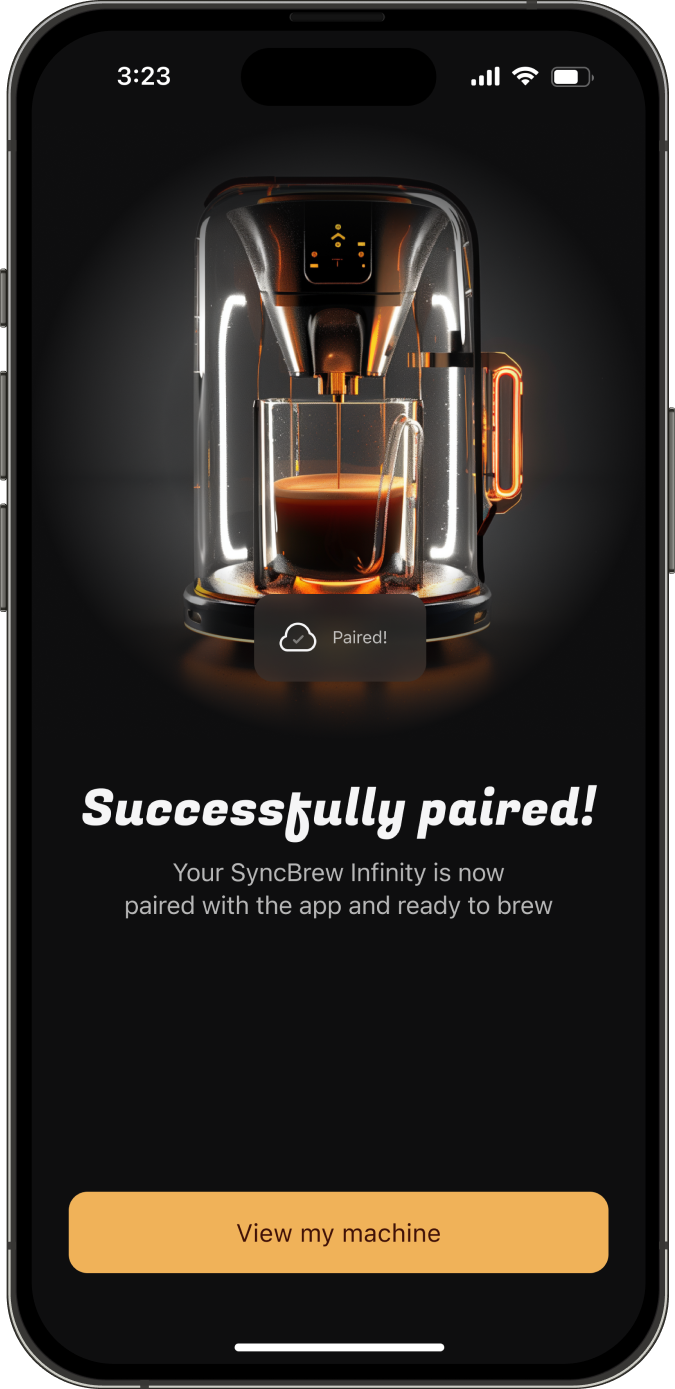 3:23
Paired!
Successfully paired!
Your SyncBrew Infinity is now
paired with the app and ready to brew
View my machine